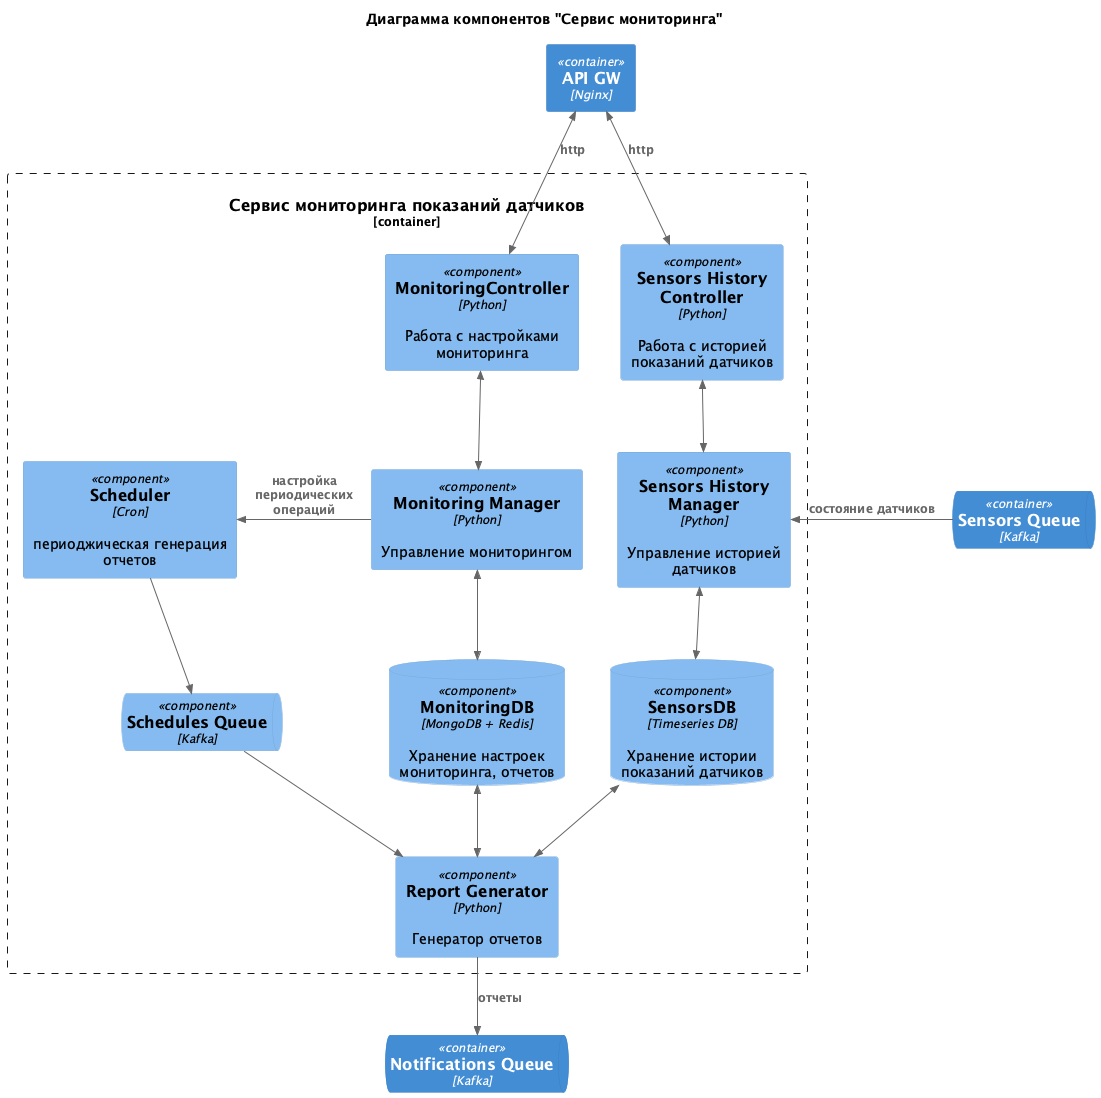 Диаграмма компонентов "Сервис мониторинга"
«container»
API GW
[Nginx]
http
http
Сервис мониторинга показаний датчиков
[container]
«component»
MonitoringController
[Python]
Работа с настройками
мониторинга
«component»
Sensors History
Controller
[Python]
Работа с историей
показаний датчиков
«component»
Scheduler
[Cron]
периоджическая генерация
отчетов
настройка
периодических
операций
«component»
Monitoring Manager
[Python]
Управление мониторингом
«component»
Sensors History
Manager
[Python]
Управление историей
датчиков
состояние датчиков
«container»
Sensors Queue
[Kafka]
«component»
Schedules Queue
[Kafka]
«component»
MonitoringDB
[MongoDB + Redis]
Хранение настроек
мониторинга, отчетов
«component»
SensorsDB
[Timeseries DB]
Хранение истории
показаний датчиков
«component»
Report Generator
[Python]
Генератор отчетов
отчеты
«container»
Notifications Queue
[Kafka]